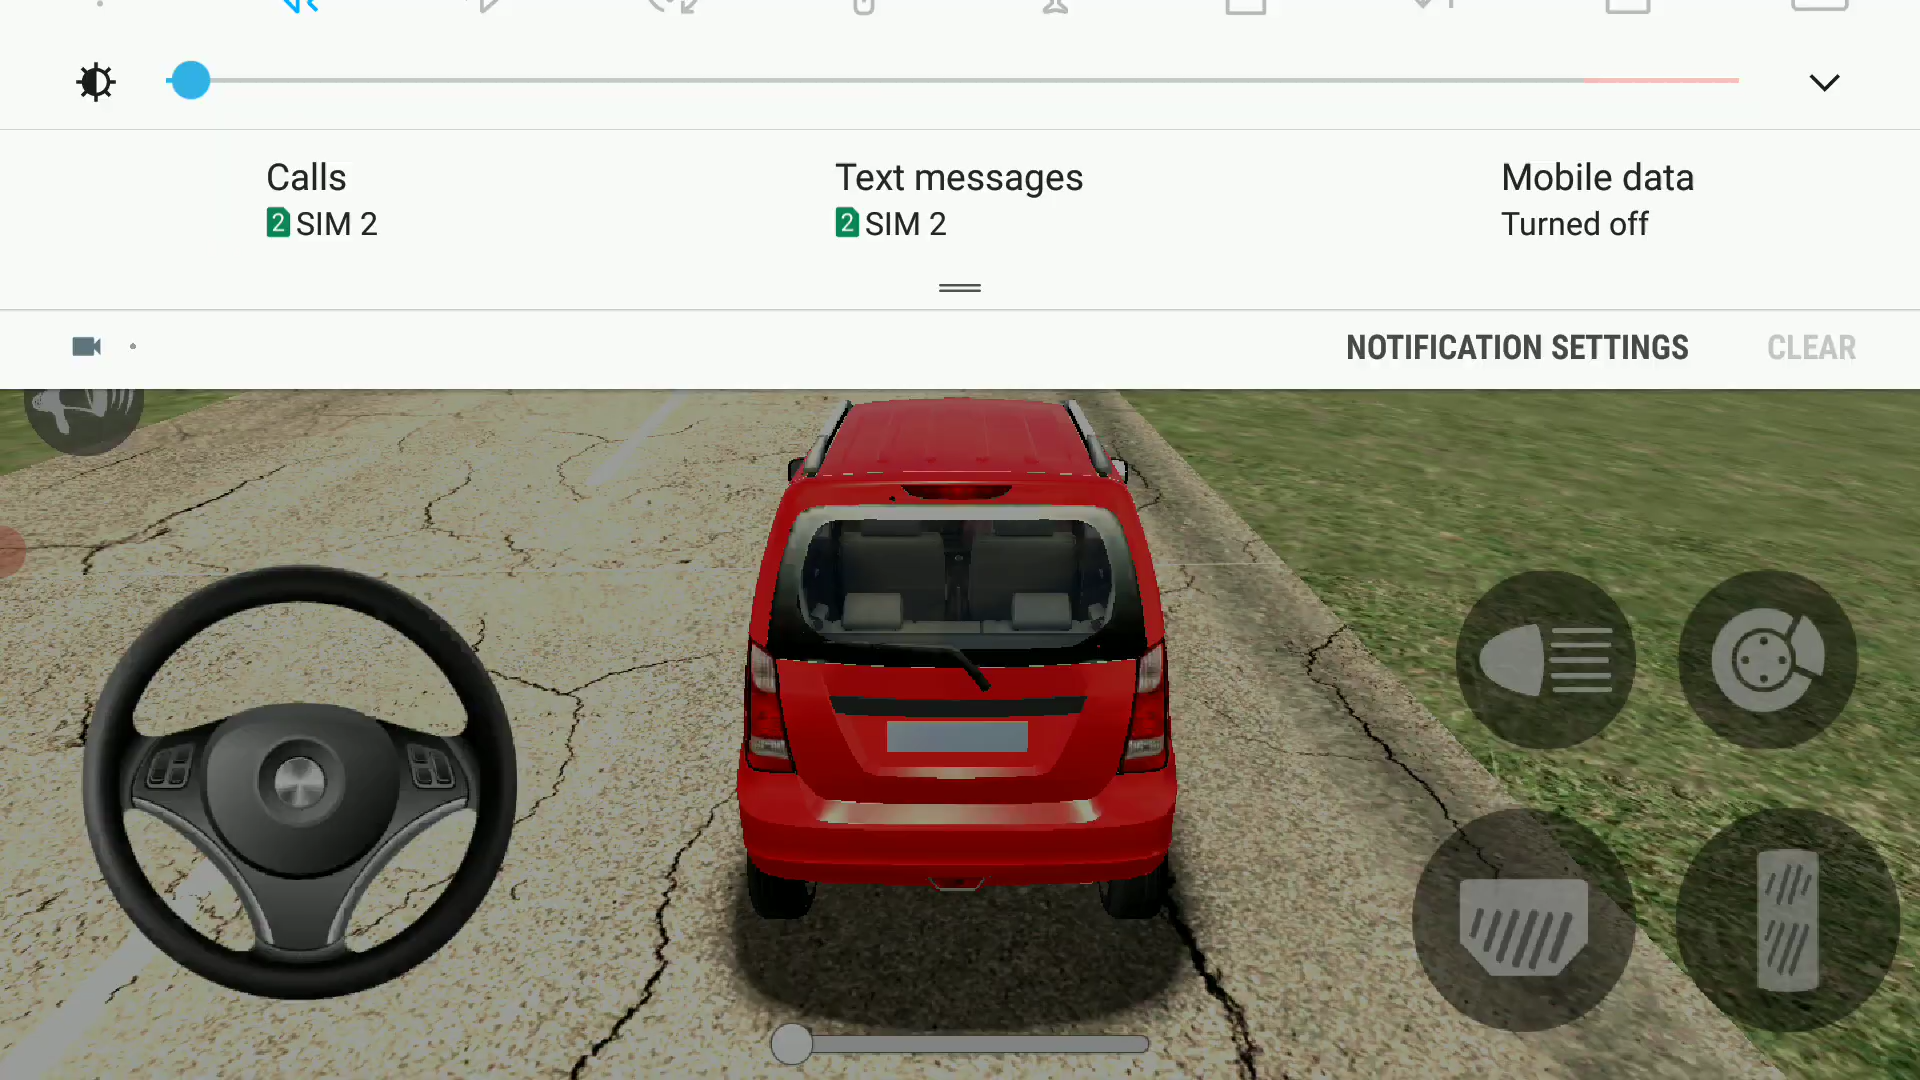 Calls
2 SIM 2
Text messages
2 SIM 2
Mobile data
Turned off
NOTIFICATION SETTINGS
CLEAR